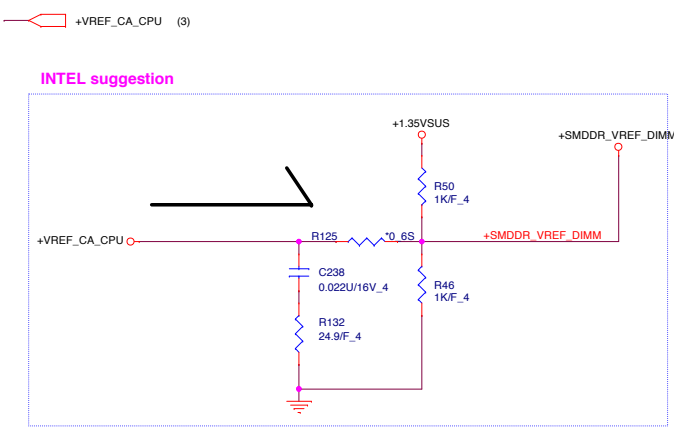 +VREF_CA_CPU (3)
INTEL suggestion
+1.35VSUS
+SMDDR_VREF_DIMM
R50
1K/F_4
+VREF_CA_CPU
R125
*0_6S
+SMDDR_VREF_DIMM
C238
0.022U/16V_4
R46
1K/F_4
R132
24.9/F_4